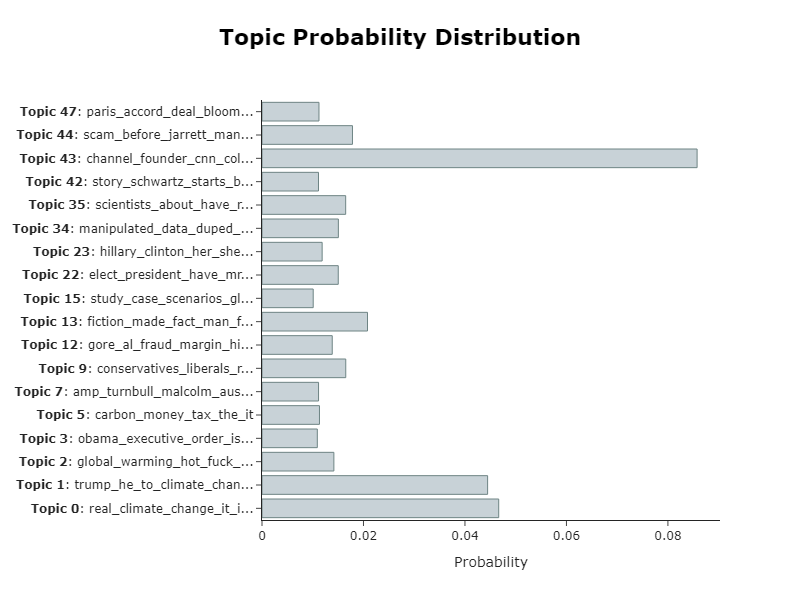 Topic Probability Distribution
Topic 47: paris_accord_deal_bloom...
Topic 44: scam_before_jarrett_man...
Topic 43: channel_founder_cnn_col...
Topic 42: story_schwartz_starts_b...
Topic 35: scientists_about_have_r...
Topic 34: manipulated_data_duped_...
Topic 23: hillary_clinton_her_she...
Topic 22: elect_president_have_mr...
Topic 15: study_case_scenarios_gl...
Topic 13: fiction_made_fact_man_f...
Topic 12: gore_al_fraud_margin_hi...
Topic 9: conservatives_liberals_r...
Topic 7: amp_turnbull_malcolm_aus...
Topic 5: carbon_money_tax_the_it
Topic 3: obama_executive_order_is...
Topic 2: global_warming_hot_fuck_...
Topic 1: trump_he_to_climate_chan...
Topic 0: real_climate_change_it_i...
0 0.02 0.04 0.06 0.08
Probability